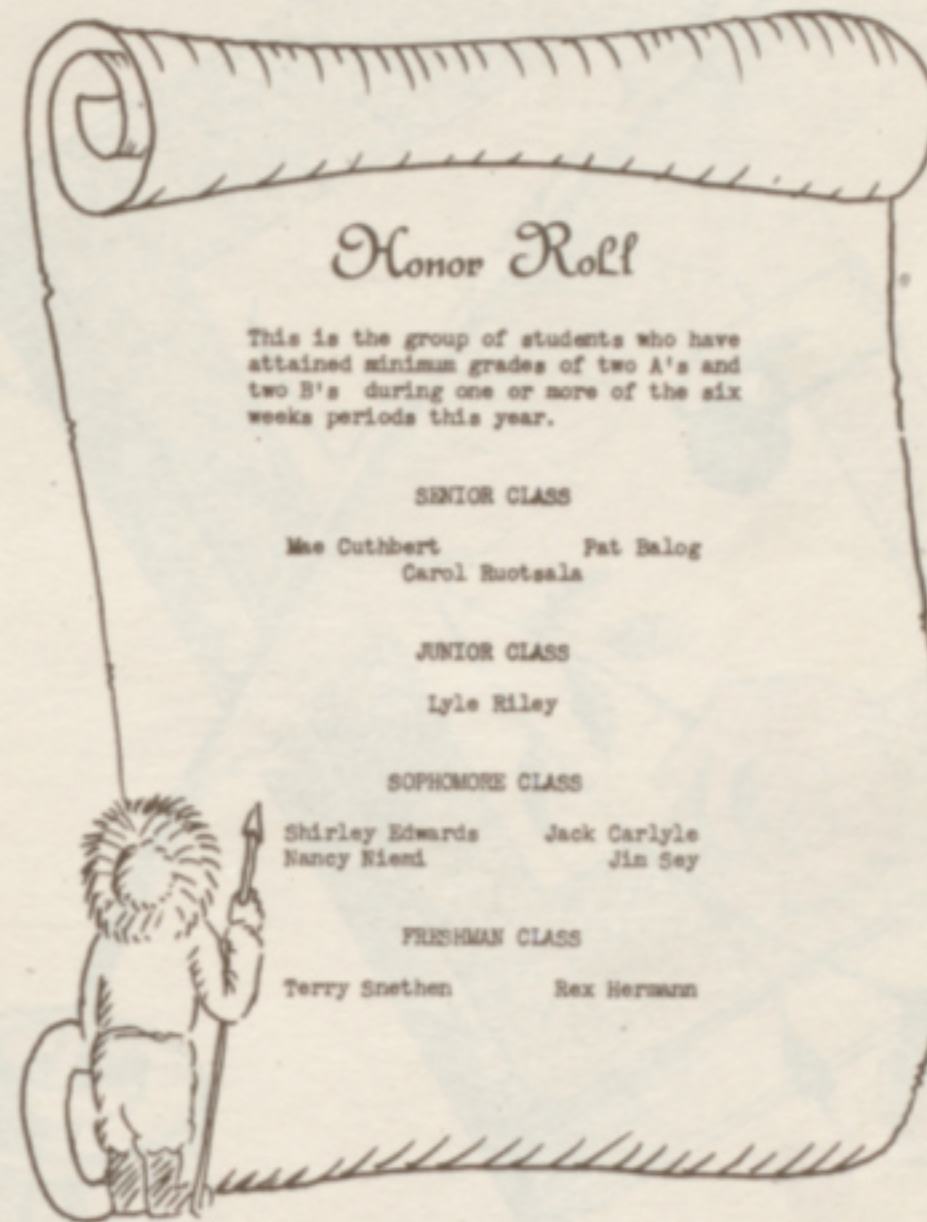 Honor Roll
This is the group of students who have
attained minimum grades of two A's and
two B's during one or more of the six
weeks periods this year.
SENIOR CLASS
Mae Cuthbert Pat Balog
Carol Ruotsala
JUNIOR CLASS
Lyle Riley
SOPHOMORE CLASS
Shirley Edwards Jack Carlyle
Nancy Niemi Jim Sey
FRESHMAN CLASS
Terry Snethen Rex Hermann